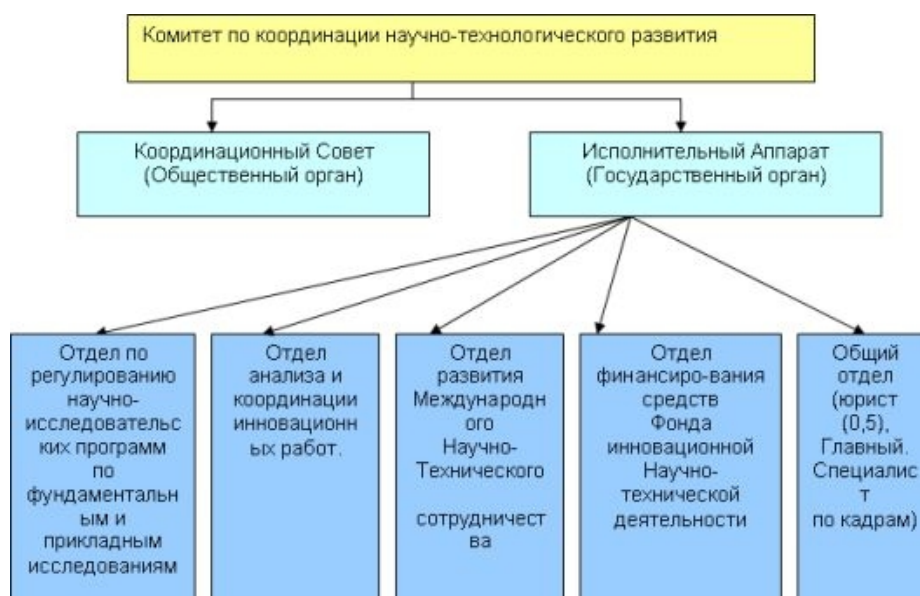 Комитет по координации научно-технологического развития
Координационный Совет
(Общественный орган)
Исполнительный Аппарат
(Государственный орган)
Отдел по
регулированию
научно-
исследовательс
ких программ
по
фундаментальн
ым и
прикладным
исследованиям
Отдел
анализа и
координации
инновационн
ых работ.
Отдел
развития
Международн
ого
Научно-
Технического
сотрудничест
ва
Отдел
финансиро-вания
средств
Фонда
инновационной
Научно-
технической
деятельности
Общий
отдел
(юрист
(0,5),
Главный.
Специалис
т
по кадрам)